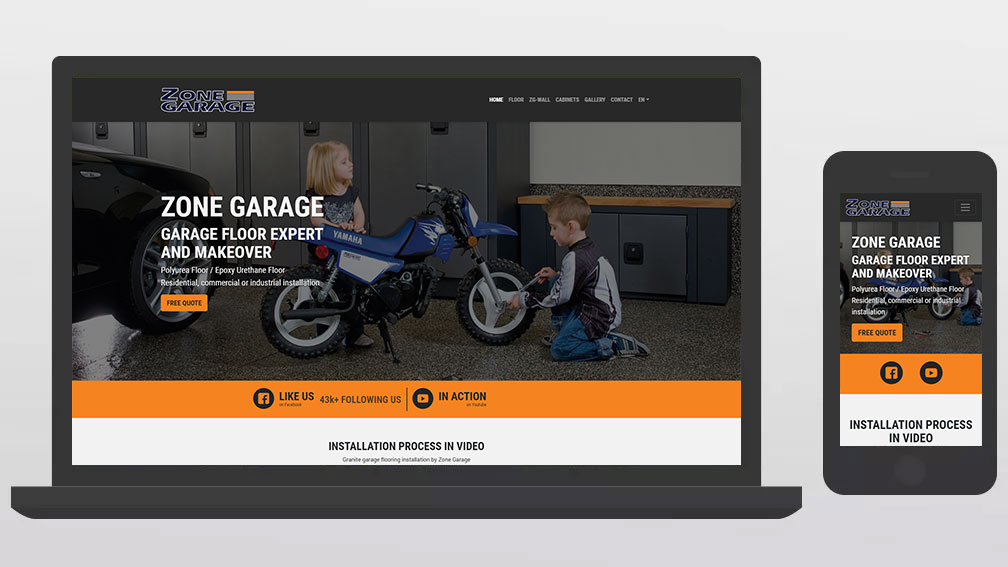 ZONE
GARAGE
HOME FLOOR ZG-WALL CABINETS GALLERY CONTACT EN
ZONE GARAGE
GARAGE FLOOR EXPERT
AND MAKEOVER
Polyurea Floor / Epoxy Urethane Floor
Residential, commercial or industrial installation
FREE QUOTE
YAMAHA
LIKE US
on Facebook
43k+ FOLLOWING US
IN ACTION
on Youtube
INSTALLATION PROCESS IN VIDEO
Granite garage flooring installation by Zone Garage
ZONE
GARAGE
ZONE GARAGE
GARAGE FLOOR EXPERT
AND MAKEOVER
Polyurea Floor / Epoxy Urethane Floor
Residential, commercial or industrial
installation
FREE QUOTE
INSTALLATION PROCESS
IN VIDEO